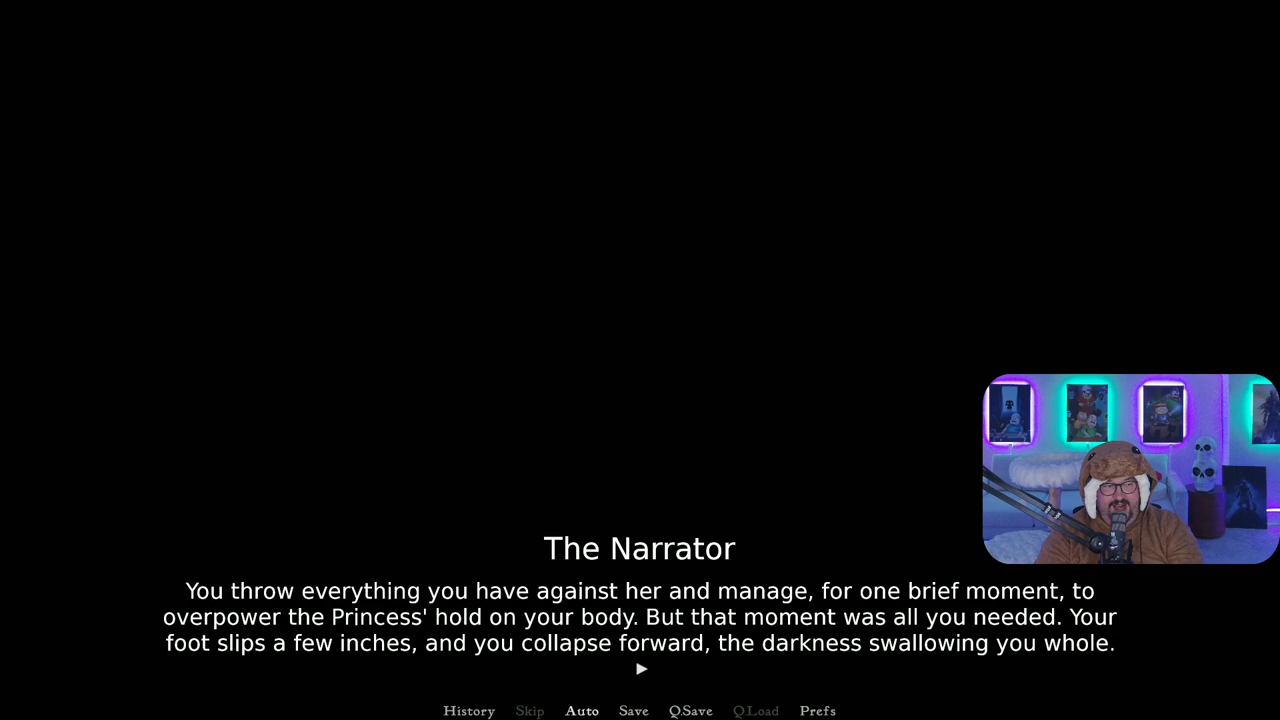 The Narrator
You throw everything you have against her and manage, for one brief moment, to
overpower the Princess' hold on your body. But that moment was all you needed. Your
foot slips a few inches, and you collapse forward, the darkness swallowing you whole.
History Skip Auto Save Q.Save Q.Load Prefs